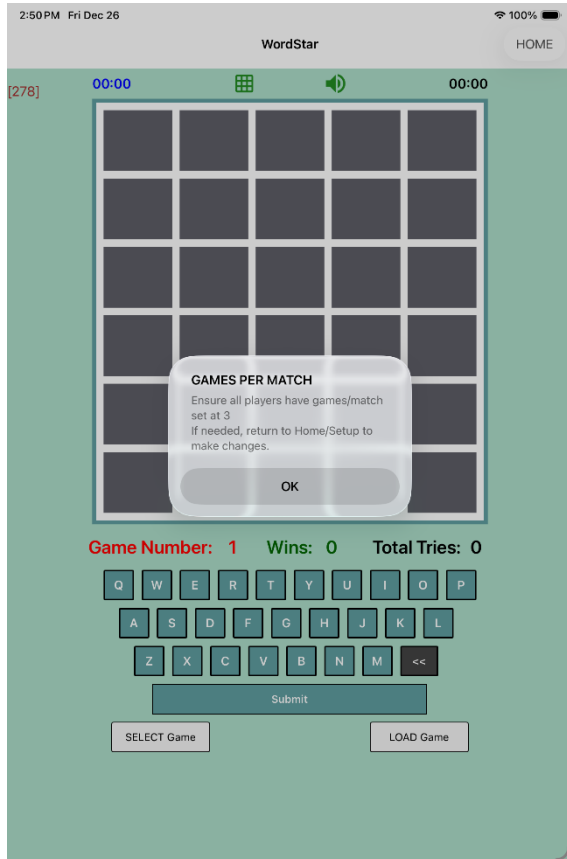 2:50 PM Fri Dec 26 100%
WordStar HOME
[278] 00:00 00:00
GAMES PER MATCH
Ensure all players have games/match
set at 3
If needed, return to Home/Setup to
make changes.
OK
Game Number: 1 Wins: 0 Total Tries: 0
Q W E R T Y U I O P
A S D F G H J K L
Z X C V B N M <<
Submit
SELECT Game LOAD Game